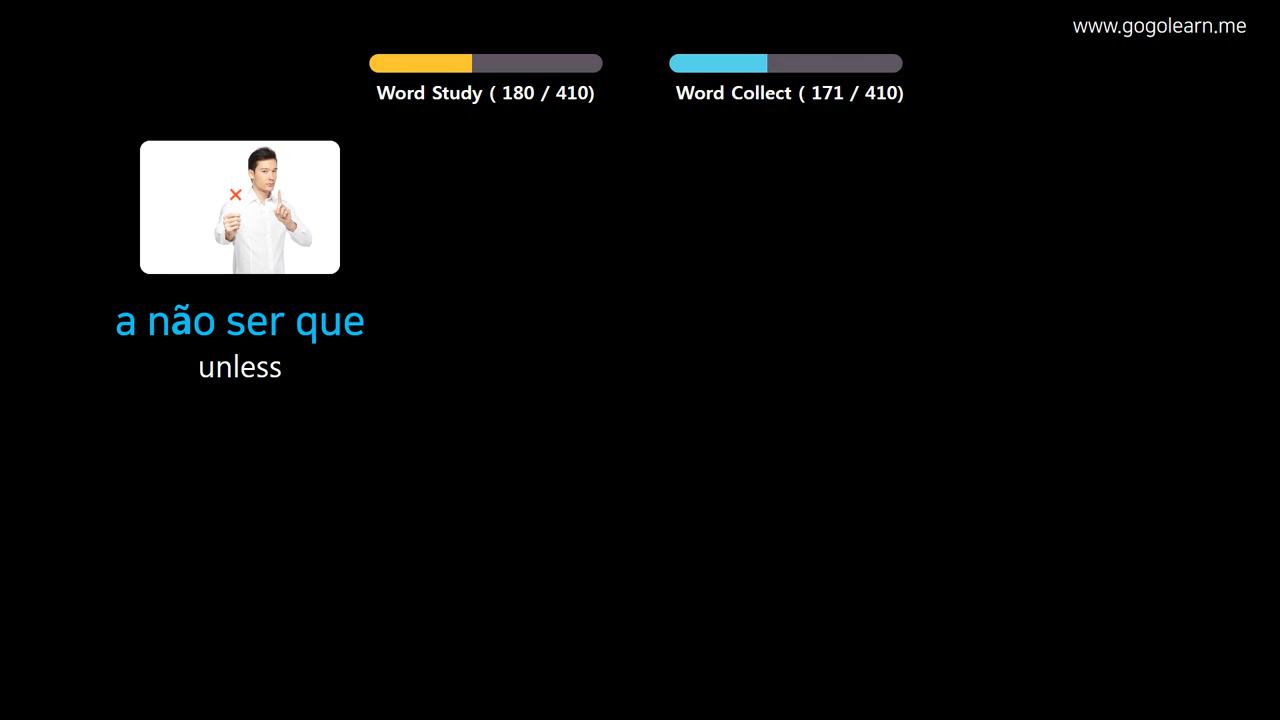 www.gogolearn.me
Word Study ( 180 / 410)
Word Collect ( 171 / 410)
a não ser que
unless